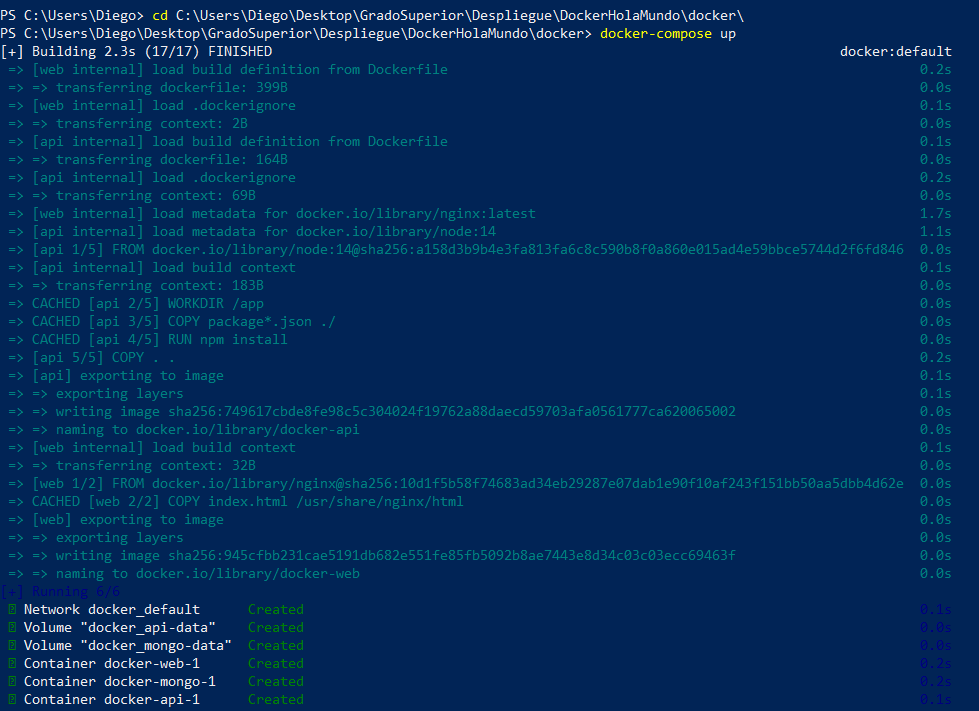 PS C:\Users\Diego> cd C:\Users\Diego\Desktop\GradoSuperior\Despliegue\DockerHolaMundo\docker\
PS C:\Users\Diego\Desktop\GradoSuperior\Despliegue\DockerHolaMundo\docker> docker-compose up
[+] Building 2.3s (17/17) FINISHED docker:default
=> [web internal] load build definition from Dockerfile 0.2s
=> => transferring dockerfile: 399B 0.0s
=> [web internal] load .dockerignore 0.1s
=> => transferring context: 2B 0.0s
=> [api internal] load build definition from Dockerfile 0.1s
=> => transferring dockerfile: 164B 0.0s
=> [api internal] load .dockerignore 0.2s
=> => transferring context: 69B 0.0s
=> [web internal] load metadata for docker.io/library/nginx:latest 1.7s
=> [api internal] load metadata for docker.io/library/node:14 1.1s
=> [api 1/5] FROM docker.io/library/node:14@sha256:a158d3b9b4e3fa813fa6c8c590b8f0a860e015ad4e59bbce5744d2f6fd846 0.0s
=> [api internal] load build context 0.1s
=> => transferring context: 183B 0.0s
=> CACHED [api 2/5] WORKDIR /app 0.0s
=> CACHED [api 3/5] COPY package*.json ./ 0.0s
=> CACHED [api 4/5] RUN npm install 0.0s
=> [api 5/5] COPY . . 0.2s
=> [api] exporting to image 0.1s
=> => exporting layers 0.1s
=> => writing image sha256:749617cbde8fe98c5c304024f19762a88daecd59703afa0561777ca620065002 0.0s
=> => naming to docker.io/library/docker-api 0.0s
=> [web internal] load build context 0.1s
=> => transferring context: 32B 0.0s
=> [web 1/2] FROM docker.io/library/nginx@sha256:10d1f5b58f74683ad34eb29287e07dab1e90f10af243f151bb50aa5dbb4d62e 0.0s
=> CACHED [web 2/2] COPY index.html /usr/share/nginx/html 0.0s
=> [web] exporting to image 0.0s
=> => exporting layers 0.0s
=> => writing image sha256:945cfbb231cae5191db682e551fe85fb5092b8ae7443e8d34c03c03ecc69463f 0.0s
=> => naming to docker.io/library/docker-web 0.0s
[+] Running 6/6
Network docker_default Created 0.1s
Volume "docker_api-data" Created 0.0s
Volume "docker_mongo-data" Created 0.0s
Container docker-web-1 Created 0.2s
Container docker-mongo-1 Created 0.2s
Container docker-api-1 Created 0.1s